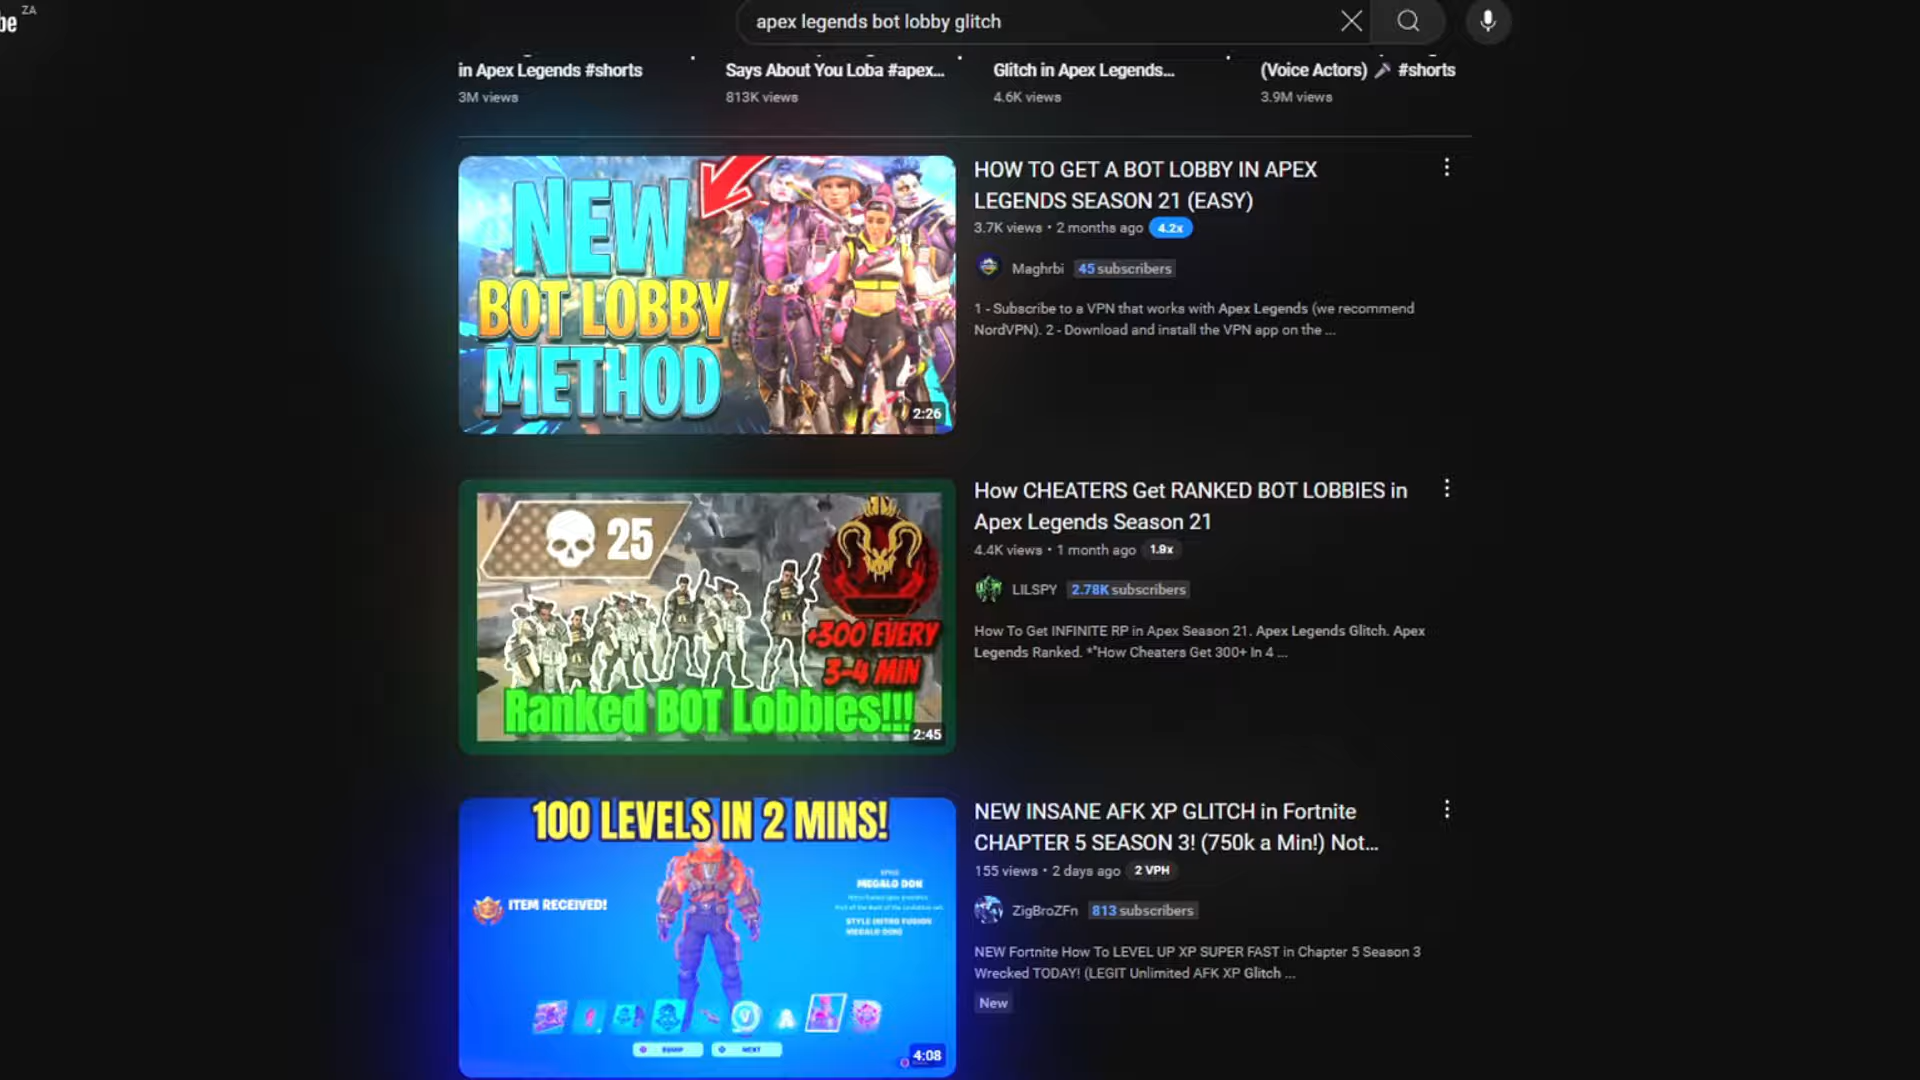 be ZA
apex legends bot lobby glitch
in Apex Legends #shorts
3M views
Says About You Loba #apex...
813K views
Glitch in Apex Legends...
4.6K views
(Voice Actors) 🎤 #shorts
3.9M views
NEW
BOT LOBBY
METHOD
2:26
HOW TO GET A BOT LOBBY IN APEX
LEGENDS SEASON 21 (EASY)
3.7K views • 2 months ago 4.2x
Maghrbi 45 subscribers
1 - Subscribe to a VPN that works with Apex Legends (we recommend
NordVPN). 2 - Download and install the VPN app on the ...
25
+300 EVERY
3-4 MIN
Ranked BOT Lobbies!!!
2:45
How CHEATERS Get RANKED BOT LOBBIES in
Apex Legends Season 21
4.4K views • 1 month ago 1.9x
LILSPY 2.78K subscribers
How To Get INFINITE RP in Apex Season 21. Apex Legends Glitch. Apex
Legends Ranked. *"How Cheaters Get 300+ In 4 ...
100 LEVELS IN 2 MINS!
ITEM RECEIVED!
MEGALO DON
NEXT
4:08
NEW INSANE AFK XP GLITCH in Fortnite
CHAPTER 5 SEASON 3! (750k a Min!) Not...
155 views • 2 days ago 2 VPH
ZigBroZFn 813 subscribers
NEW Fortnite How To LEVEL UP XP SUPER FAST in Chapter 5 Season 3
Wrecked TODAY! (LEGIT Unlimited AFK XP Glitch ...
New